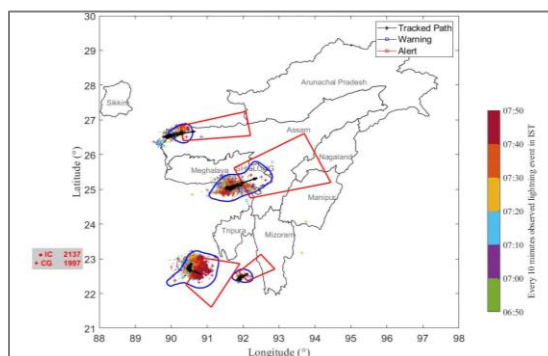 30
29
28
27
26
25
24
23
22
21
88 89 90 91 92 93 94 95 96 97 98
Latitude (°)
Longitude (°)
Tracked Path
Warning
Alert
Sikkim
Arunachal Pradesh
Assam
Nagaland
Meghalaya
Manipur
Tripura
Mizoram
IC 2137
CG 1997
07:50
07:40
07:30
07:20
07:10
07:00
06:50
Every 10 minutes observed lightning event in IST